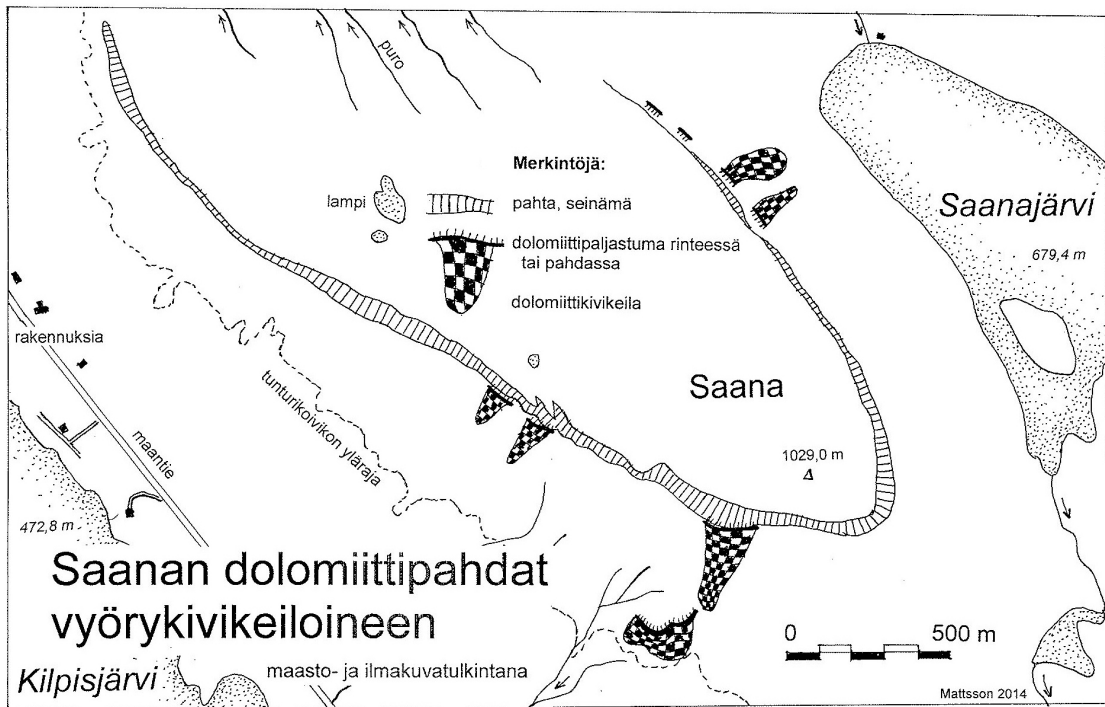 puro
Merkintöjä:
lampi
pahta, seinämä
dolomiittipaljastuma rinteessä
tai pahdassa
dolomiittikivikeila
Saanajärvi
679,4 m
rakennuksia
tunturikoivikon yläraja
maantie
Saana
1029,0 m
472,8 m
Saanan dolomiittipahdat
vyörykivikeiloineen
Kilpisjärvi
maasto- ja ilmakuvatulkintana
0 500 m
Mattsson 2014